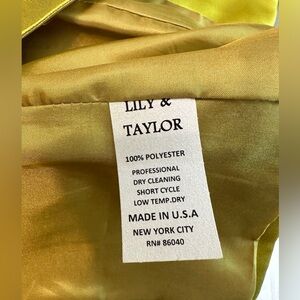 LILY &
TAYLOR
100% POLYESTER
PROFESSIONAL
DRY CLEANING
SHORT CYCLE
LOW TEMP.DRY
MADE IN U.S.A
NEW YORK CITY
RN# 86040